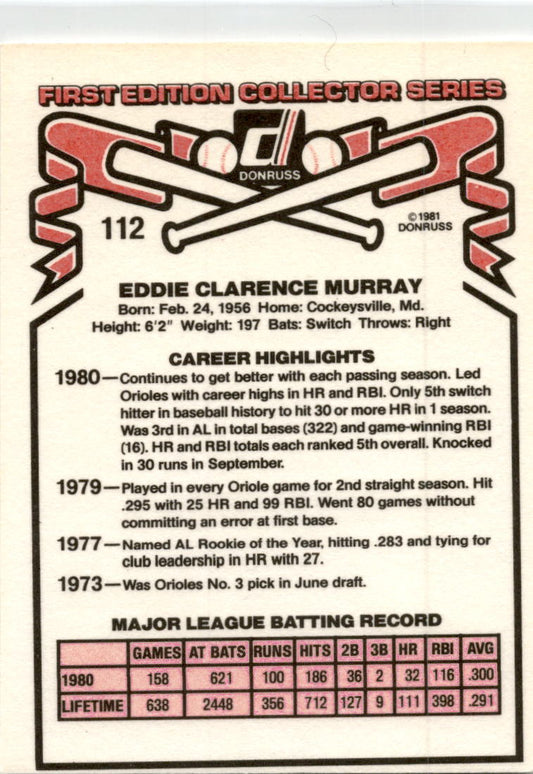 FIRST EDITION COLLECTOR SERIES
d
DONRUSS
112
©1981
DONRUSS
EDDIE CLARENCE MURRAY
Born: Feb. 24, 1956 Home: Cockeysville, Md.
Height: 6'2" Weight: 197 Bats: Switch Throws: Right
CAREER HIGHLIGHTS
1980—Continues to get better with each passing season. Led
Orioles with career highs in HR and RBI. Only 5th switch
hitter in baseball history to hit 30 or more HR in 1 season.
Was 3rd in AL in total bases (322) and game-winning RBI
(16). HR and RBI totals each ranked 5th overall. Knocked
in 30 runs in September.
1979—Played in every Oriole game for 2nd straight season. Hit
.295 with 25 HR and 99 RBI. Went 80 games without
committing an error at first base.
1977—Named AL Rookie of the Year, hitting .283 and tying for
club leadership in HR with 27.
1973—Was Orioles No. 3 pick in June draft.
MAJOR LEAGUE BATTING RECORD
GAMES AT BATS RUNS HITS 2B 3B HR RBI AVG
1980 158 621 100 186 36 2 32 116 .300
LIFETIME 638 2448 356 712 127 9 111 398 .291